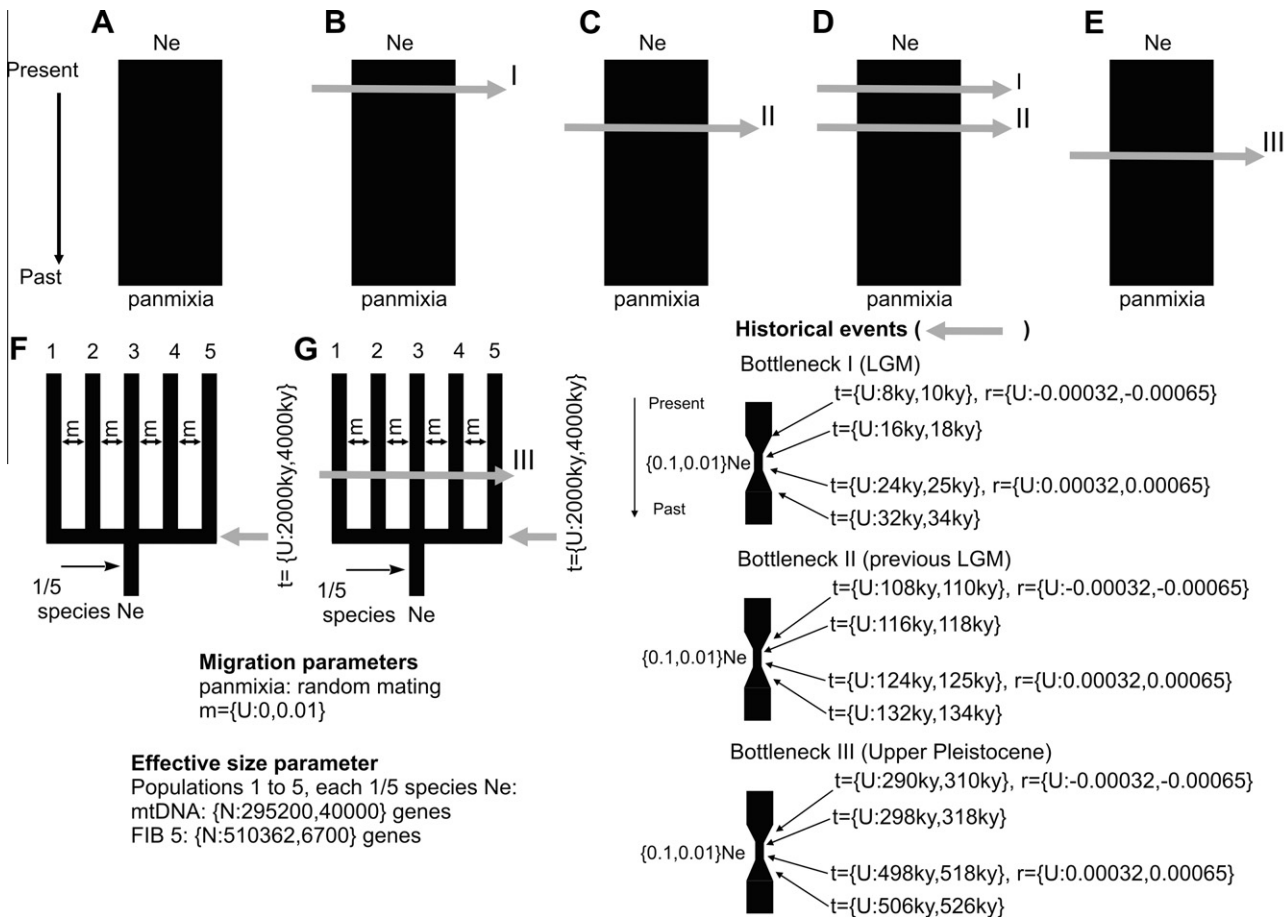 A
B
C
D
E
Ne
Ne
Ne
Ne
Ne
Present
Past
I
II
I
II
III
panmixia
panmixia
panmixia
panmixia
panmixia
F
1 2 3 4 5
m m m m
t= {U:2000ky,4000ky}
1/5
species Ne
G
1 2 3 4 5
m m m m
III
t={U:2000ky,4000ky}
1/5
species Ne
Migration parameters
panmixia: random mating
m={U:0,0.01}
Effective size parameter
Populations 1 to 5, each 1/5 species Ne:
mtDNA: {N:295200,40000} genes
FIB 5: {N:510362,6700} genes
Historical events ( )
Bottleneck I (LGM)
Present
Past
t={U:8ky,10ky}, r={U:-0.00032,-0.00065}
t={U:16ky,18ky}
{0.1,0.01}Ne
t={U:24ky,25ky}, r={U:0.00032,0.00065}
t={U:32ky,34ky}
Bottleneck II (previous LGM)
t={U:108ky,110ky}, r={U:-0.00032,-0.00065}
t={U:116ky,118ky}
{0.1,0.01}Ne
t={U:124ky,125ky}, r={U:0.00032,0.00065}
t={U:132ky,134ky}
Bottleneck III (Upper Pleistocene)
t={U:290ky,310ky}, r={U:-0.00032,-0.00065}
t={U:298ky,318ky}
{0.1,0.01}Ne
t={U:498ky,518ky}, r={U:0.00032,0.00065}
t={U:506ky,526ky}